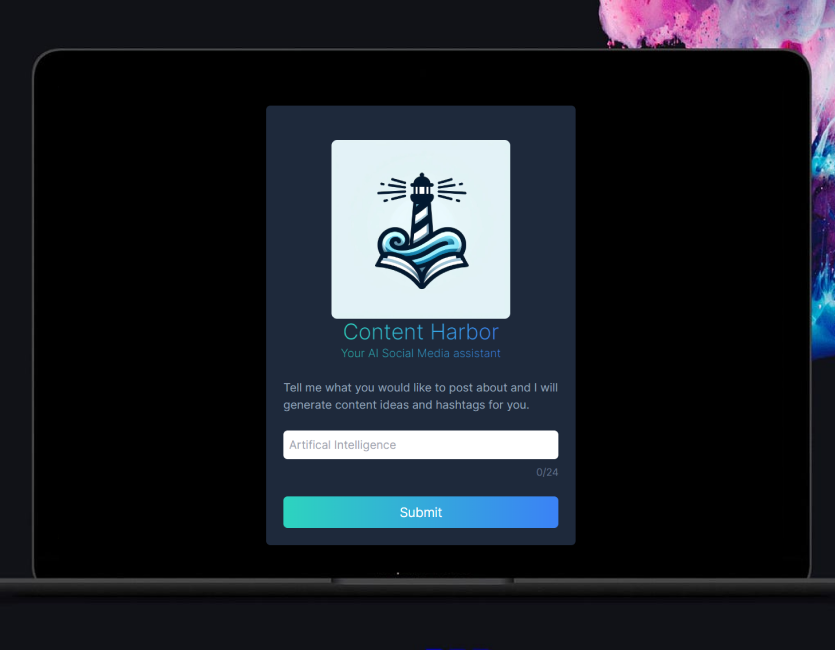 Content Harbor
Your AI Social Media assistant
Tell me what you would like to post about and I will
generate content ideas and hashtags for you.
Artifical Intelligence
0/24
Submit